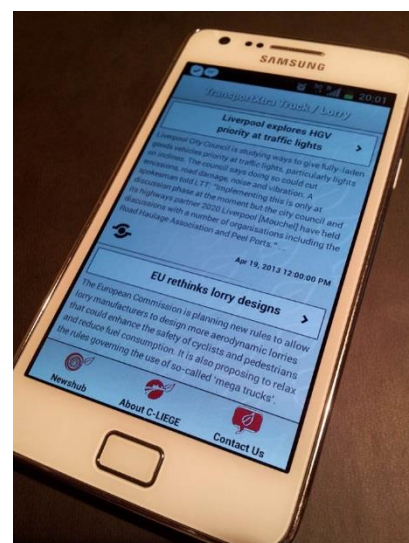 SAMSUNG
20:01
TransportXtra Truck / Lorry
Liverpool explores HGV
priority at traffic lights
>
Liverpool City Council is studying ways to give fully-laden
goods vehicles priority at traffic lights, particularly lights
on inclines. The council says doing so could cut
emissions, road damage, noise and vibration. A
spokesman told LTT: "Implementing this is only at
discussion phase at the moment but the city council and
its highways partner 2020 Liverpool [Mouchel] have held
discussions with a number of organisations including the
Road Haulage Association and Peel Ports."
Apr 19, 2013 12:00:00 PM
EU rethinks lorry designs
>
The European Commission is planning new rules to allow
lorry manufacturers to design more aerodynamic lorries
that could enhance the safety of cyclists and pedestrians
and reduce fuel consumption. It is also proposing to relax
the rules governing the use of so-called 'mega trucks'.
Newshub
About C-LIEGE
Contact Us